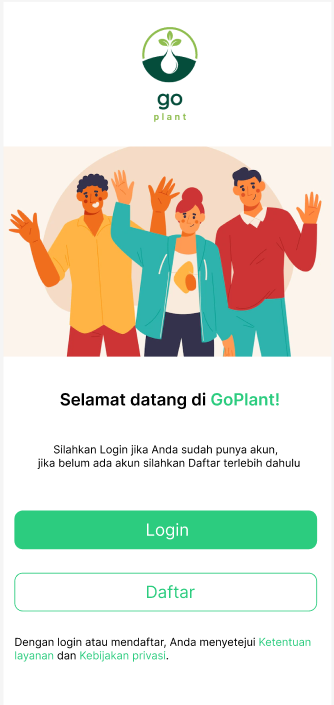 go
plant
Selamat datang di GoPlant!
Silahkan Login jika Anda sudah punya akun,
jika belum ada akun silahkan Daftar terlebih dahulu
Login
Daftar
Dengan login atau mendaftar, Anda menyetejui Ketentuan
layanan dan Kebijakan privasi.